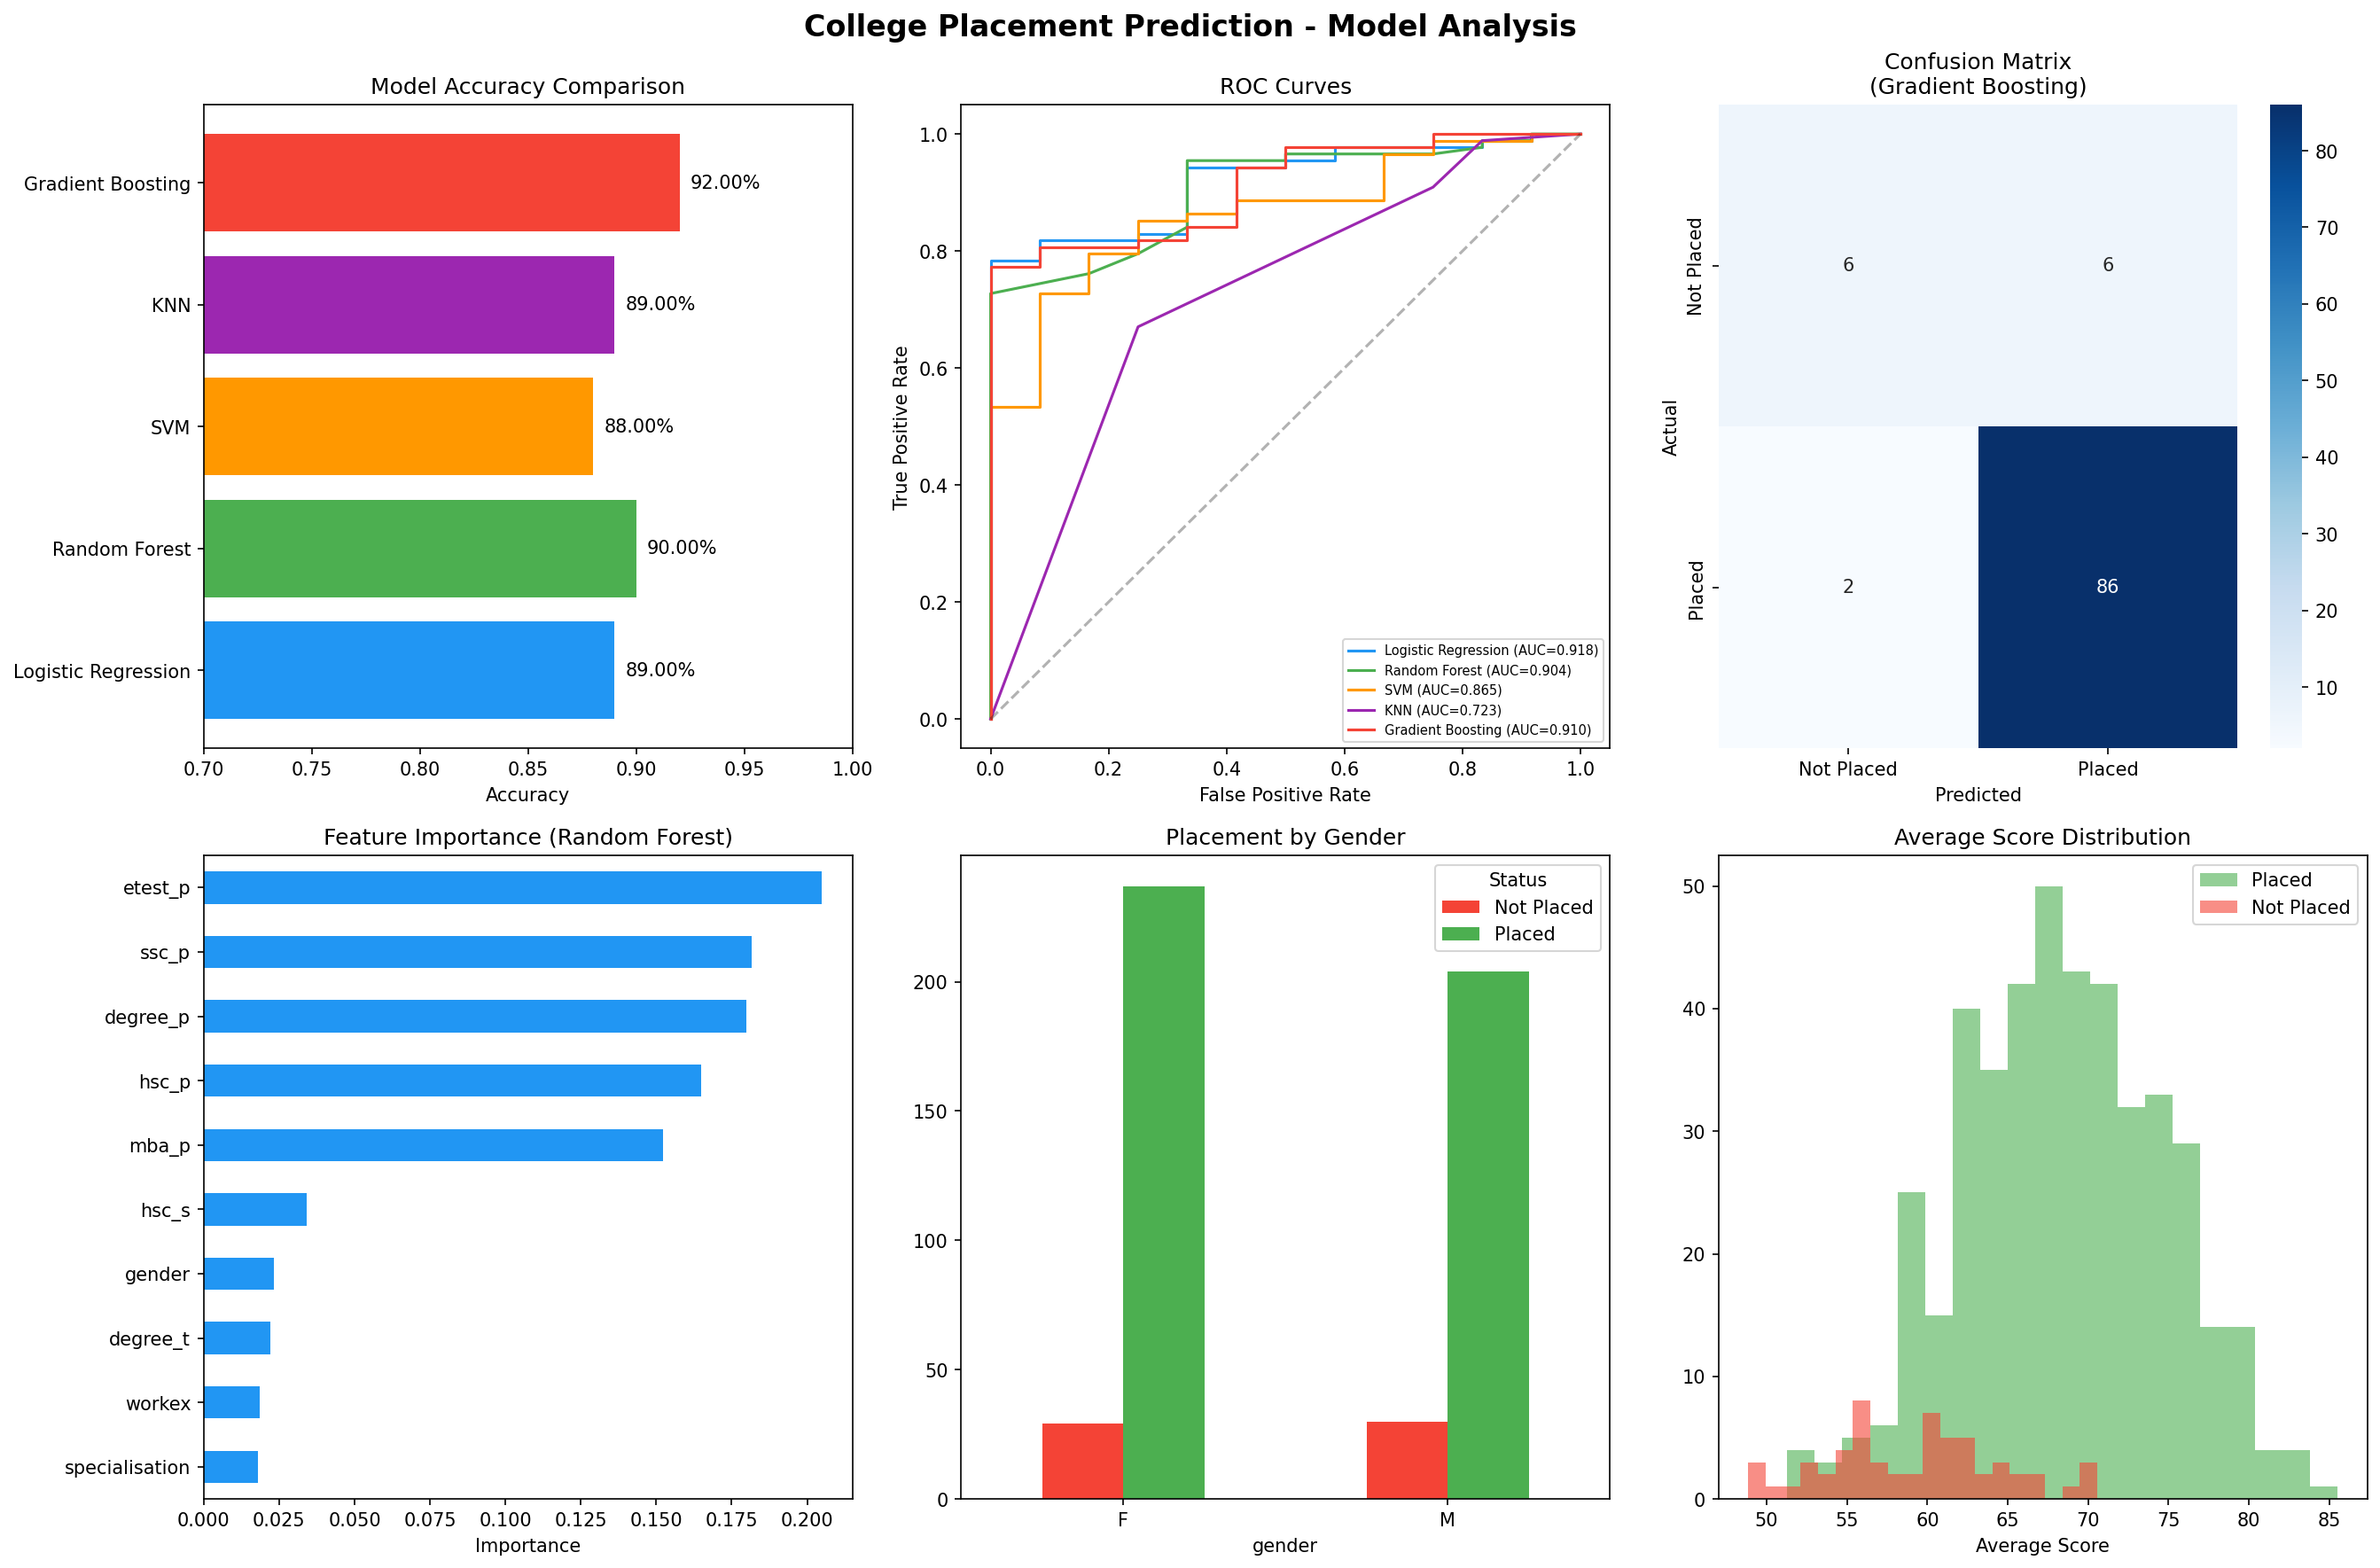 College Placement Prediction - Model Analysis
Model Accuracy Comparison
Gradient Boosting
92.00%
KNN
89.00%
SVM
88.00%
Random Forest
90.00%
Logistic Regression
89.00%
0.70 0.75 0.80 0.85 0.90 0.95 1.00
Accuracy
ROC Curves
True Positive Rate
1.0
0.8
0.6
0.4
0.2
0.0
Logistic Regression (AUC=0.918)
Random Forest (AUC=0.904)
SVM (AUC=0.865)
KNN (AUC=0.723)
Gradient Boosting (AUC=0.910)
0.0 0.2 0.4 0.6 0.8 1.0
False Positive Rate
Confusion Matrix
(Gradient Boosting)
Actual
Not Placed
6 6
Placed
2 86
Not Placed Placed
Predicted
80
70
60
50
40
30
20
10
Feature Importance (Random Forest)
etest_p
ssc_p
degree_p
hsc_p
mba_p
hsc_s
gender
degree_t
workex
specialisation
0.000 0.025 0.050 0.075 0.100 0.125 0.150 0.175 0.200
Importance
Placement by Gender
Status
Not Placed
Placed
200
150
100
50
0
F M
gender
Average Score Distribution
Placed
Not Placed
50
40
30
20
10
0
50 55 60 65 70 75 80 85
Average Score